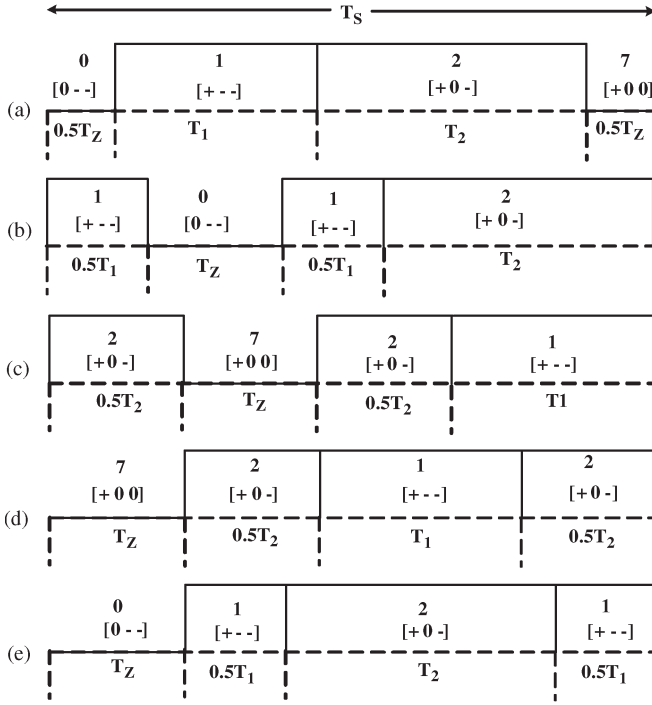 T_S
0 1 2 7
[0 - -] [+ - -] [+ 0 -] [+ 0 0]
(a)
0.5T_Z T_1 T_2 0.5T_Z
1 0 1 2
[+ - -] [0 - -] [+ - -] [+ 0 -]
(b)
0.5T_1 T_Z 0.5T_1 T_2
2 7 2 1
[+ 0 -] [+ 0 0] [+ 0 -] [+ - -]
(c)
0.5T_2 T_Z 0.5T_2 T1
7 2 1 2
[+ 0 0] [+ 0 -] [+ - -] [+ 0 -]
(d)
T_Z 0.5T_2 T_1 0.5T_2
0 1 2 1
[0 - -] [+ - -] [+ 0 -] [+ - -]
(e)
T_Z 0.5T_1 T_2 0.5T_1